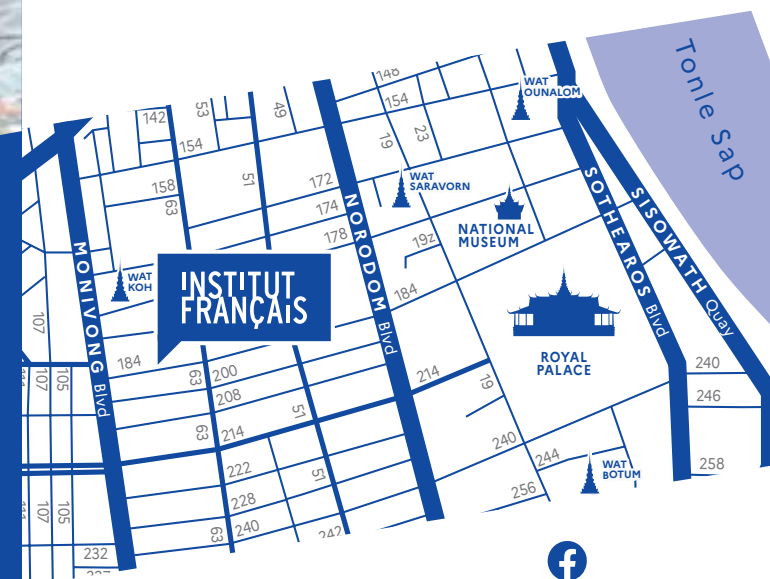 Tonle Sap
148
WAT
OUNALOM
154
53
49
142
154
19
23
172
51
158
63
174
178
WAT
SARAVORN
NATIONAL
MUSEUM
19z
NORODOM Blvd
SOTHEAROS Blvd
SISOWATH Quay
MONIVONG Blvd
WAT
KOH
INSTITUT
FRANÇAIS
184
107
184
ROYAL
PALACE
107
105
63
200
208
214
51
19
240
246
258
63
214
222
228
240
63
51
242
240
244
256
WAT
BOTUM
107
105
232